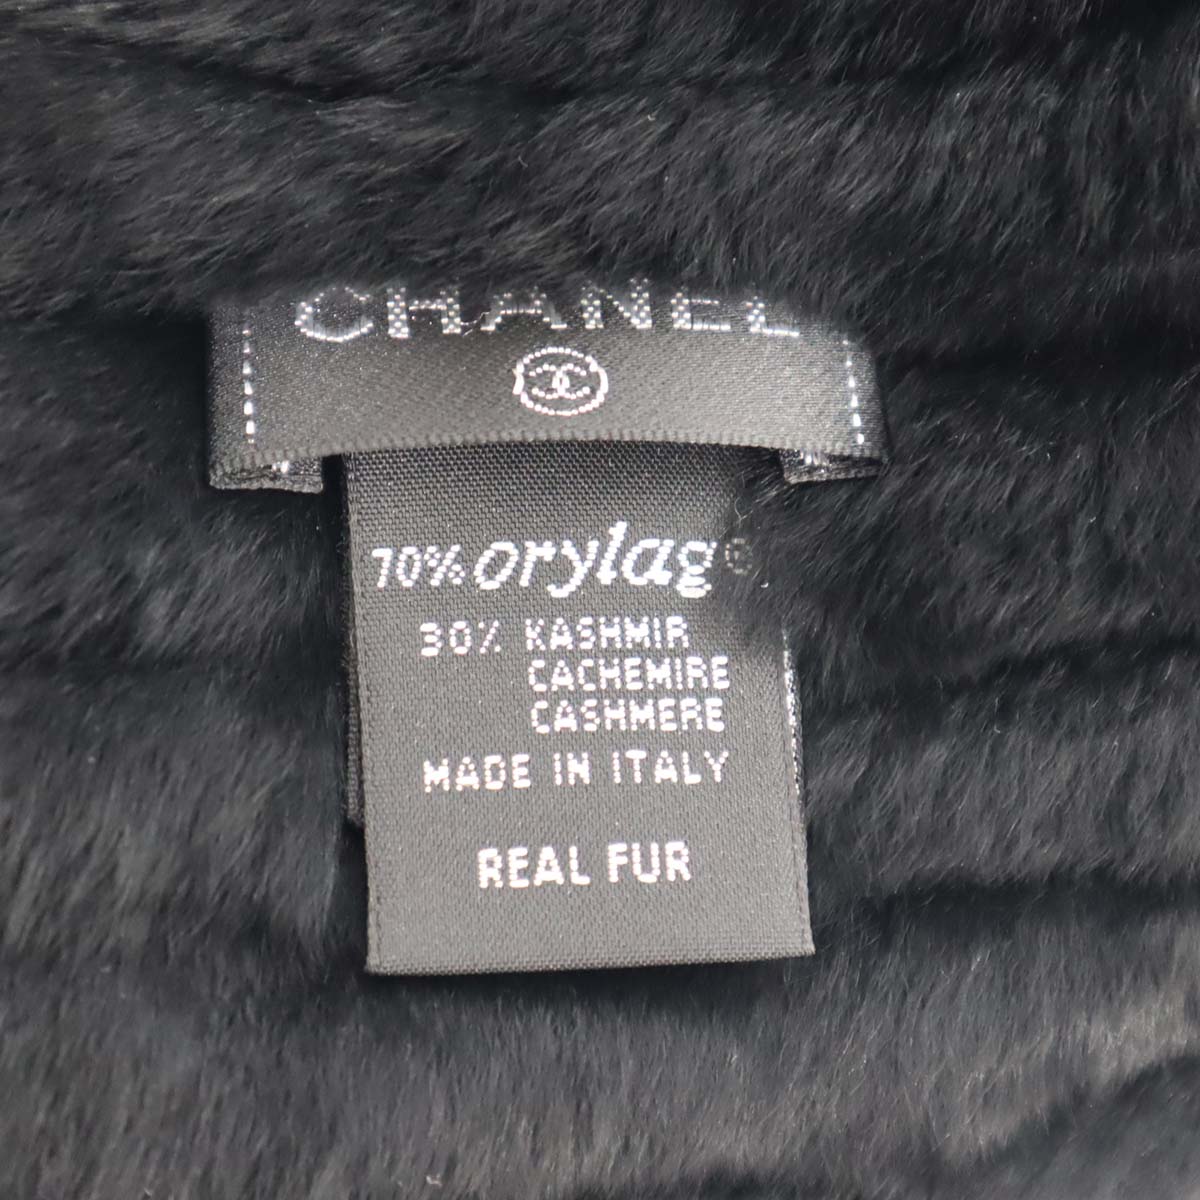 CHANEL
70% orylag®
30% KASHMIR
CACHEMIRE
CASHMERE
MADE IN ITALY
REAL FUR